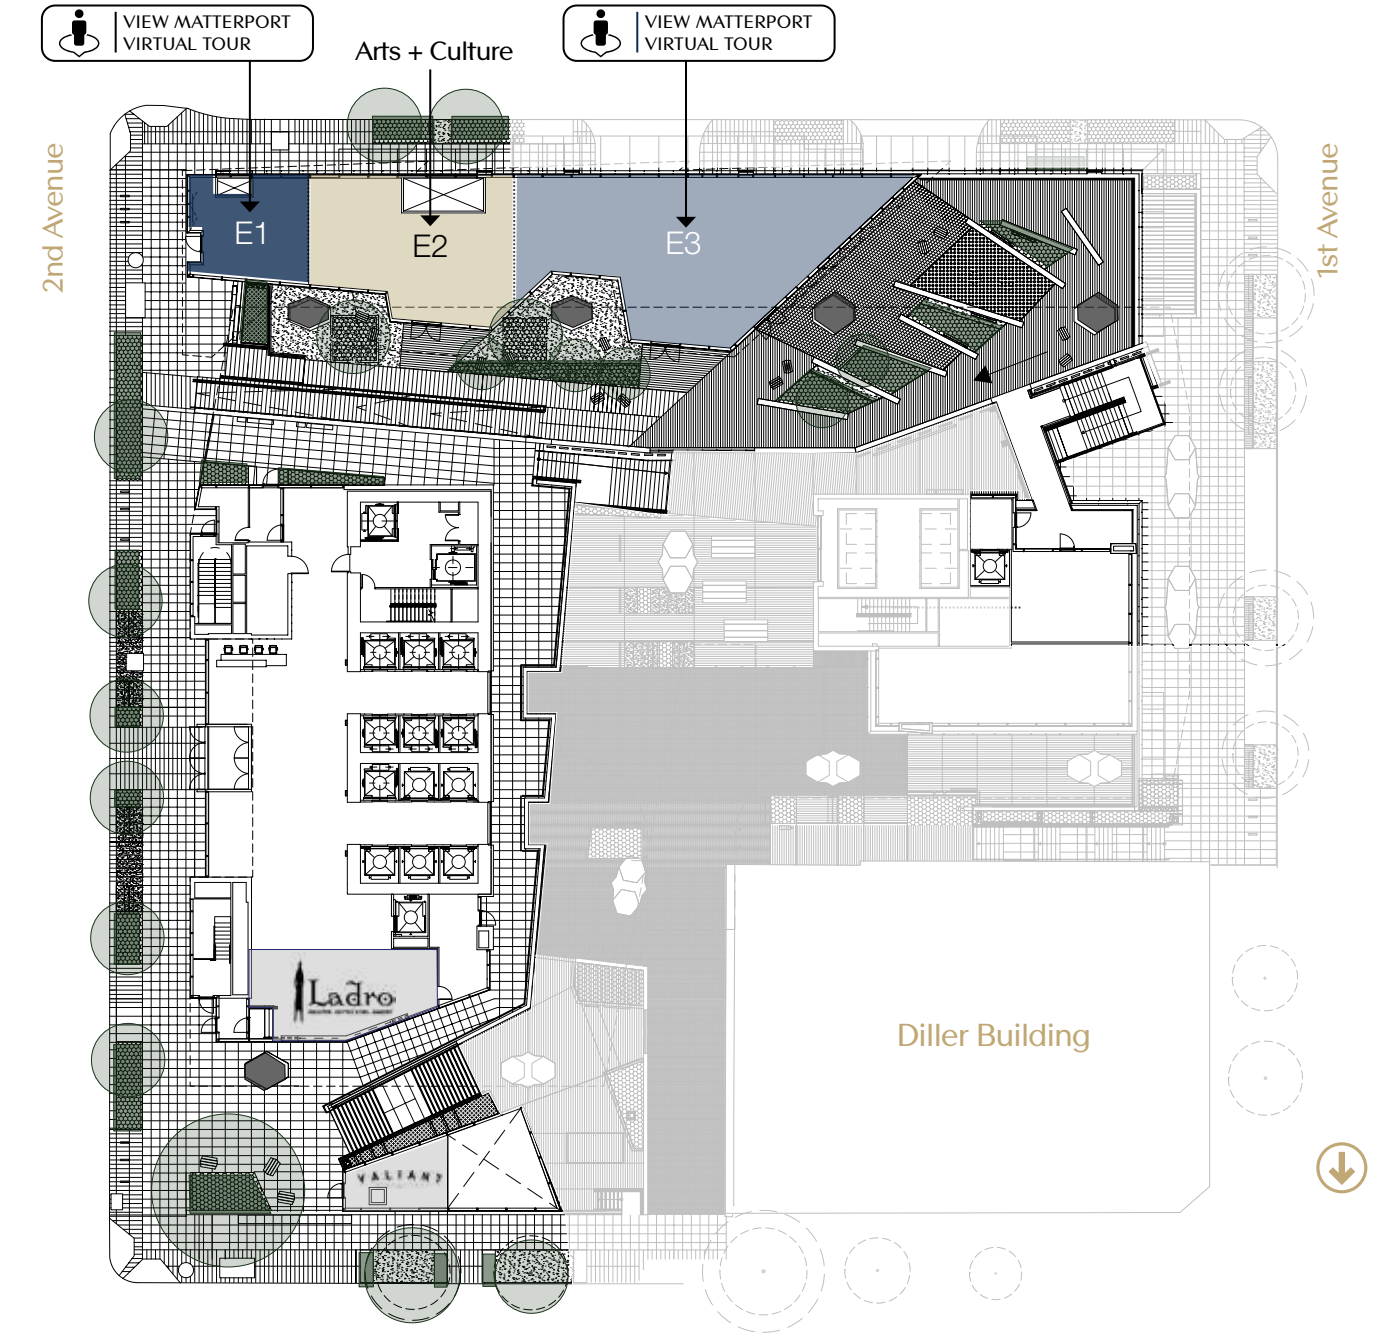 VIEW MATTERPORT
VIRTUAL TOUR
Arts + Culture
VIEW MATTERPORT
VIRTUAL TOUR
2nd Avenue
1st Avenue
E1
E2
E3
Ladro
Diller Building
VALIANT